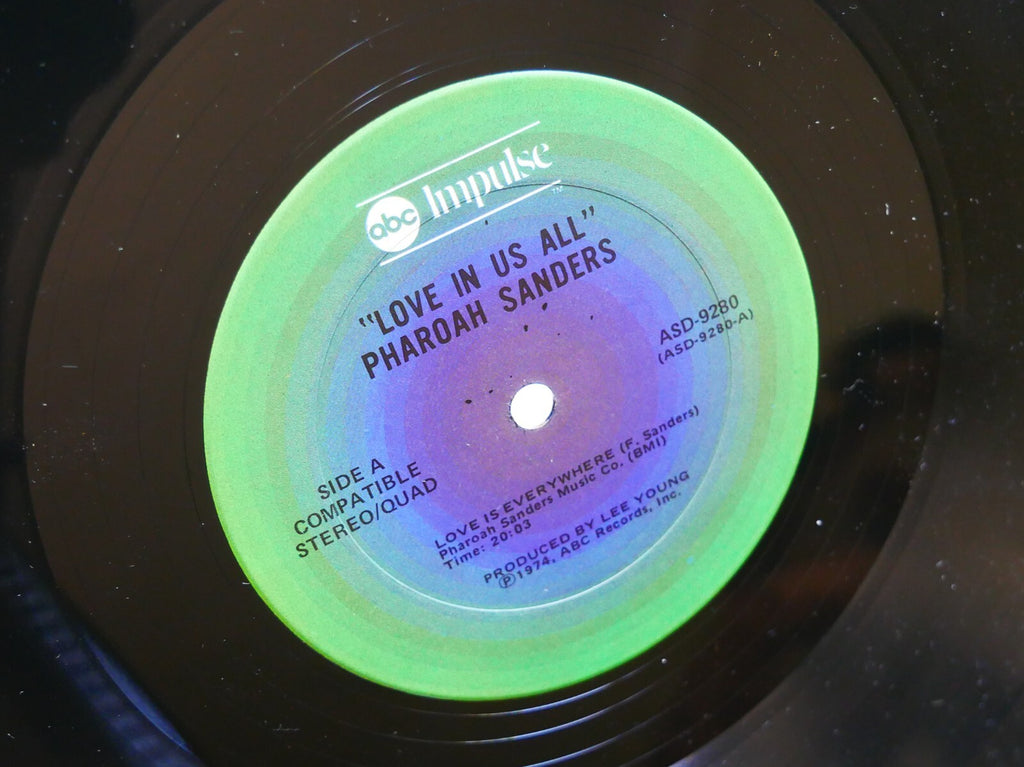 abc Impulse ™
"LOVE IN US ALL"
PHAROAH SANDERS
ASD-9280
(ASD-9280-A)
SIDE A
COMPATIBLE
STEREO/QUAD
LOVE IS EVERYWHERE (F. Sanders)
Pharoah Sanders Music Co. (BMI)
Time: 20:03
PRODUCED BY LEE YOUNG
℗1974, ABC Records, Inc.